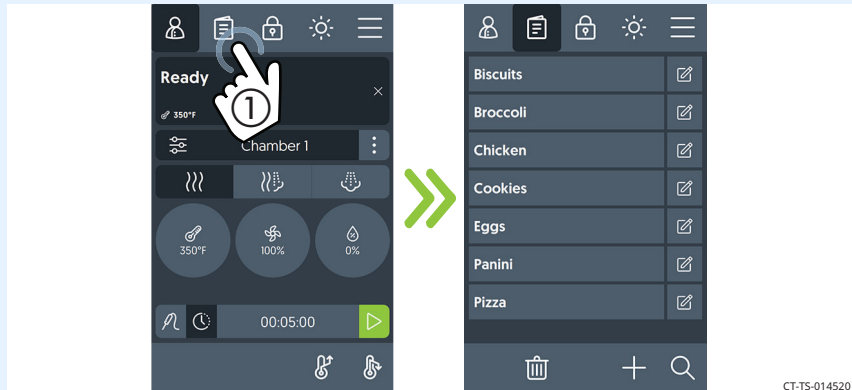 Ready
350°F
1
Chamber 1
350°F
100%
0%
00:05:00
Biscuits
Broccoli
Chicken
Cookies
Eggs
Panini
Pizza
CT-TS-014520